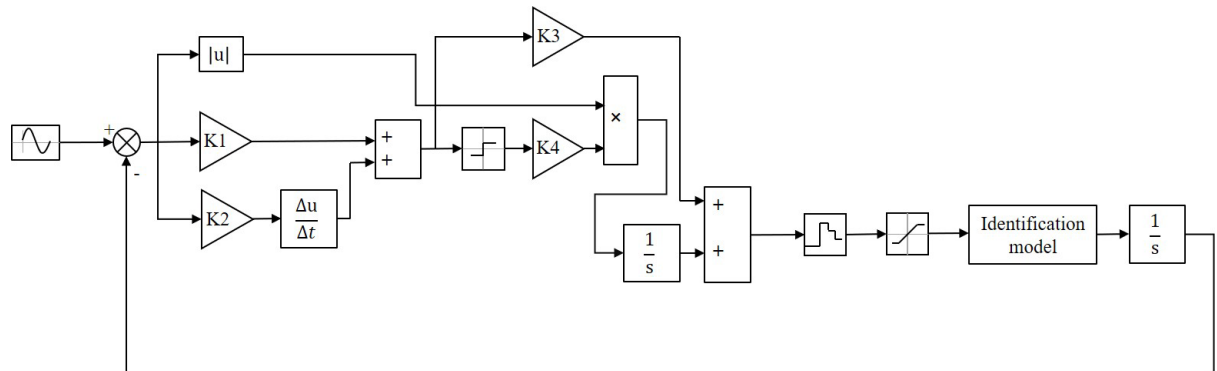 K3
|u|
×
+
-
K1
+
+
K4
K2
Δu
Δt
+
+
1
s
Identification
model
1
s